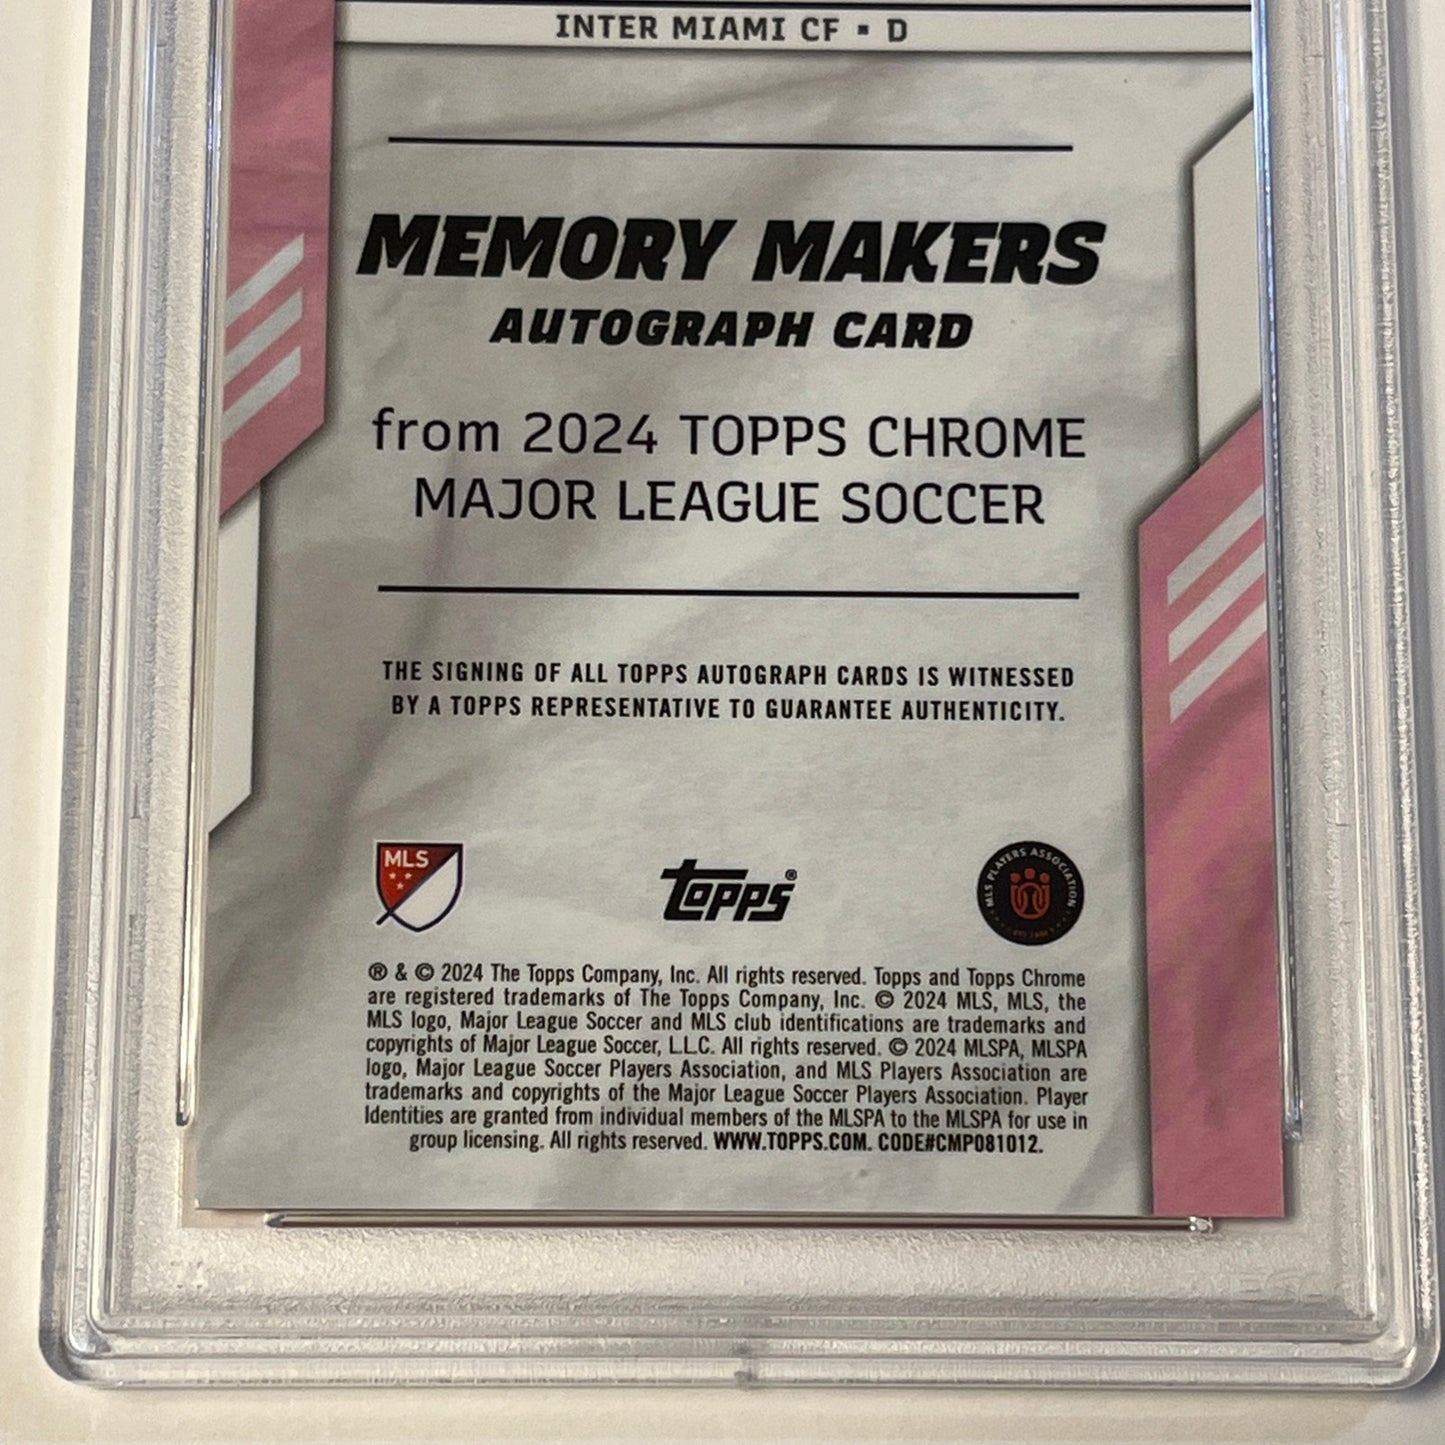 INTER MIAMI CF ▪ D
MEMORY MAKERS
AUTOGRAPH CARD
from 2024 TOPPS CHROME
MAJOR LEAGUE SOCCER
THE SIGNING OF ALL TOPPS AUTOGRAPH CARDS IS WITNESSED
BY A TOPPS REPRESENTATIVE TO GUARANTEE AUTHENTICITY.
MLS
topps®
MLS PLAYERS ASSOCIATION
® & © 2024 The Topps Company, Inc. All rights reserved. Topps and Topps Chrome
are registered trademarks of The Topps Company, Inc. © 2024 MLS, MLS, the
MLS logo, Major League Soccer and MLS club identifications are trademarks and
copyrights of Major League Soccer, L.L.C. All rights reserved. © 2024 MLSPA, MLSPA
logo, Major League Soccer Players Association, and MLS Players Association are
trademarks and copyrights of the Major League Soccer Players Association. Player
Identities are granted from individual members of the MLSPA to the MLSPA for use in
group licensing. All rights reserved. WWW.TOPPS.COM. CODE#CMP081012.